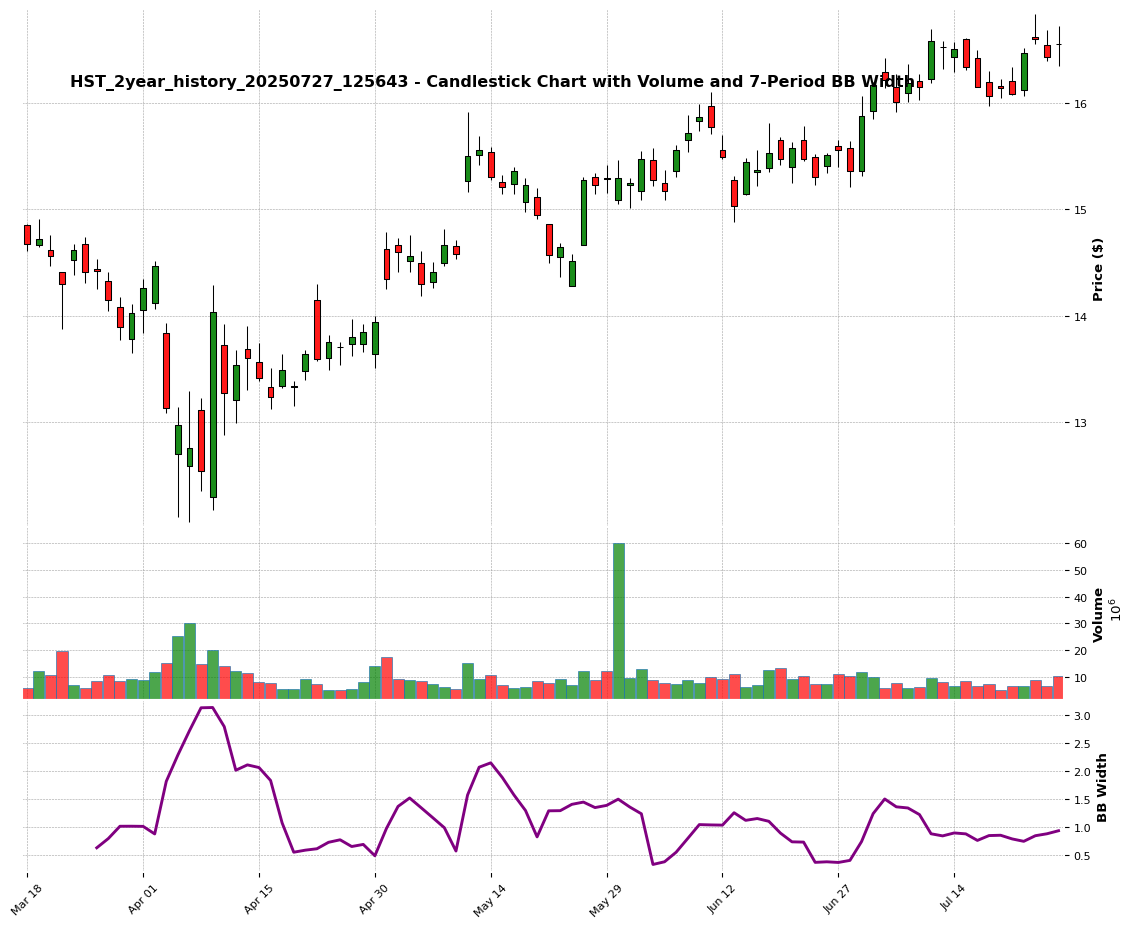 HST_2year_history_20250727_125643 - Candlestick Chart with Volume and 7-Period BB Width
16
15
14
13
Price ($)
60
50
40
30
20
10
Volume
10^6
3.0
2.5
2.0
1.5
1.0
0.5
BB Width
Mar 18
Apr 01
Apr 15
Apr 30
May 14
May 29
Jun 12
Jun 27
Jul 14